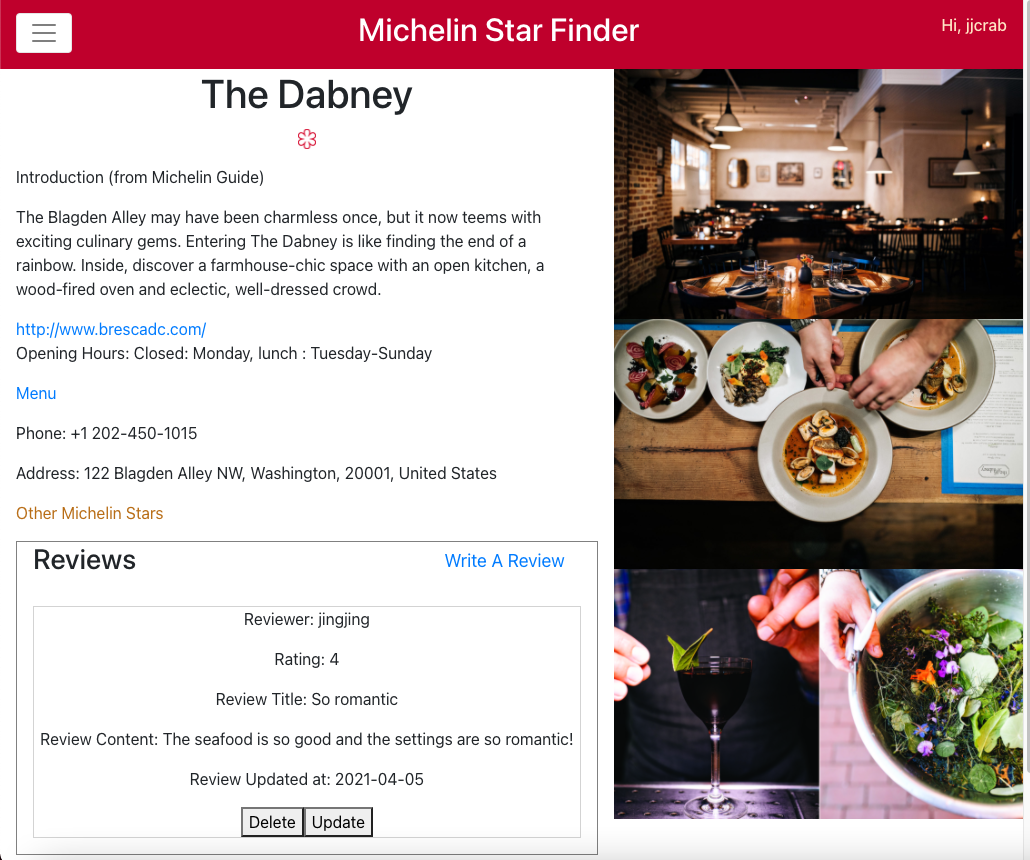 Michelin Star Finder
Hi, jjcrab
The Dabney
Introduction (from Michelin Guide)
The Blagden Alley may have been charmless once, but it now teems with
exciting culinary gems. Entering The Dabney is like finding the end of a
rainbow. Inside, discover a farmhouse-chic space with an open kitchen, a
wood-fired oven and eclectic, well-dressed crowd.
http://www.brescadc.com/
Opening Hours: Closed: Monday, lunch : Tuesday-Sunday
Menu
Phone: +1 202-450-1015
Address: 122 Blagden Alley NW, Washington, 20001, United States
Other Michelin Stars
Reviews
Write A Review
Reviewer: jingjing
Rating: 4
Review Title: So romantic
Review Content: The seafood is so good and the settings are so romantic!
Review Updated at: 2021-04-05
Delete
Update